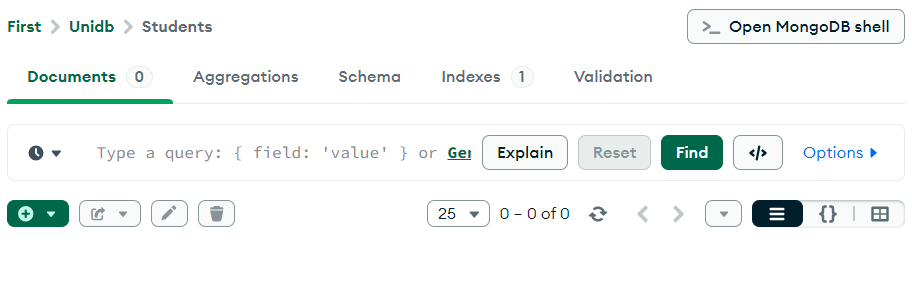 First > Unidb > Students
>_ Open MongoDB shell
Documents 0 Aggregations Schema Indexes 1 Validation
Type a query: { field: 'value' } or Ger Explain Reset Find </> Options
25 0 – 0 of 0 {}